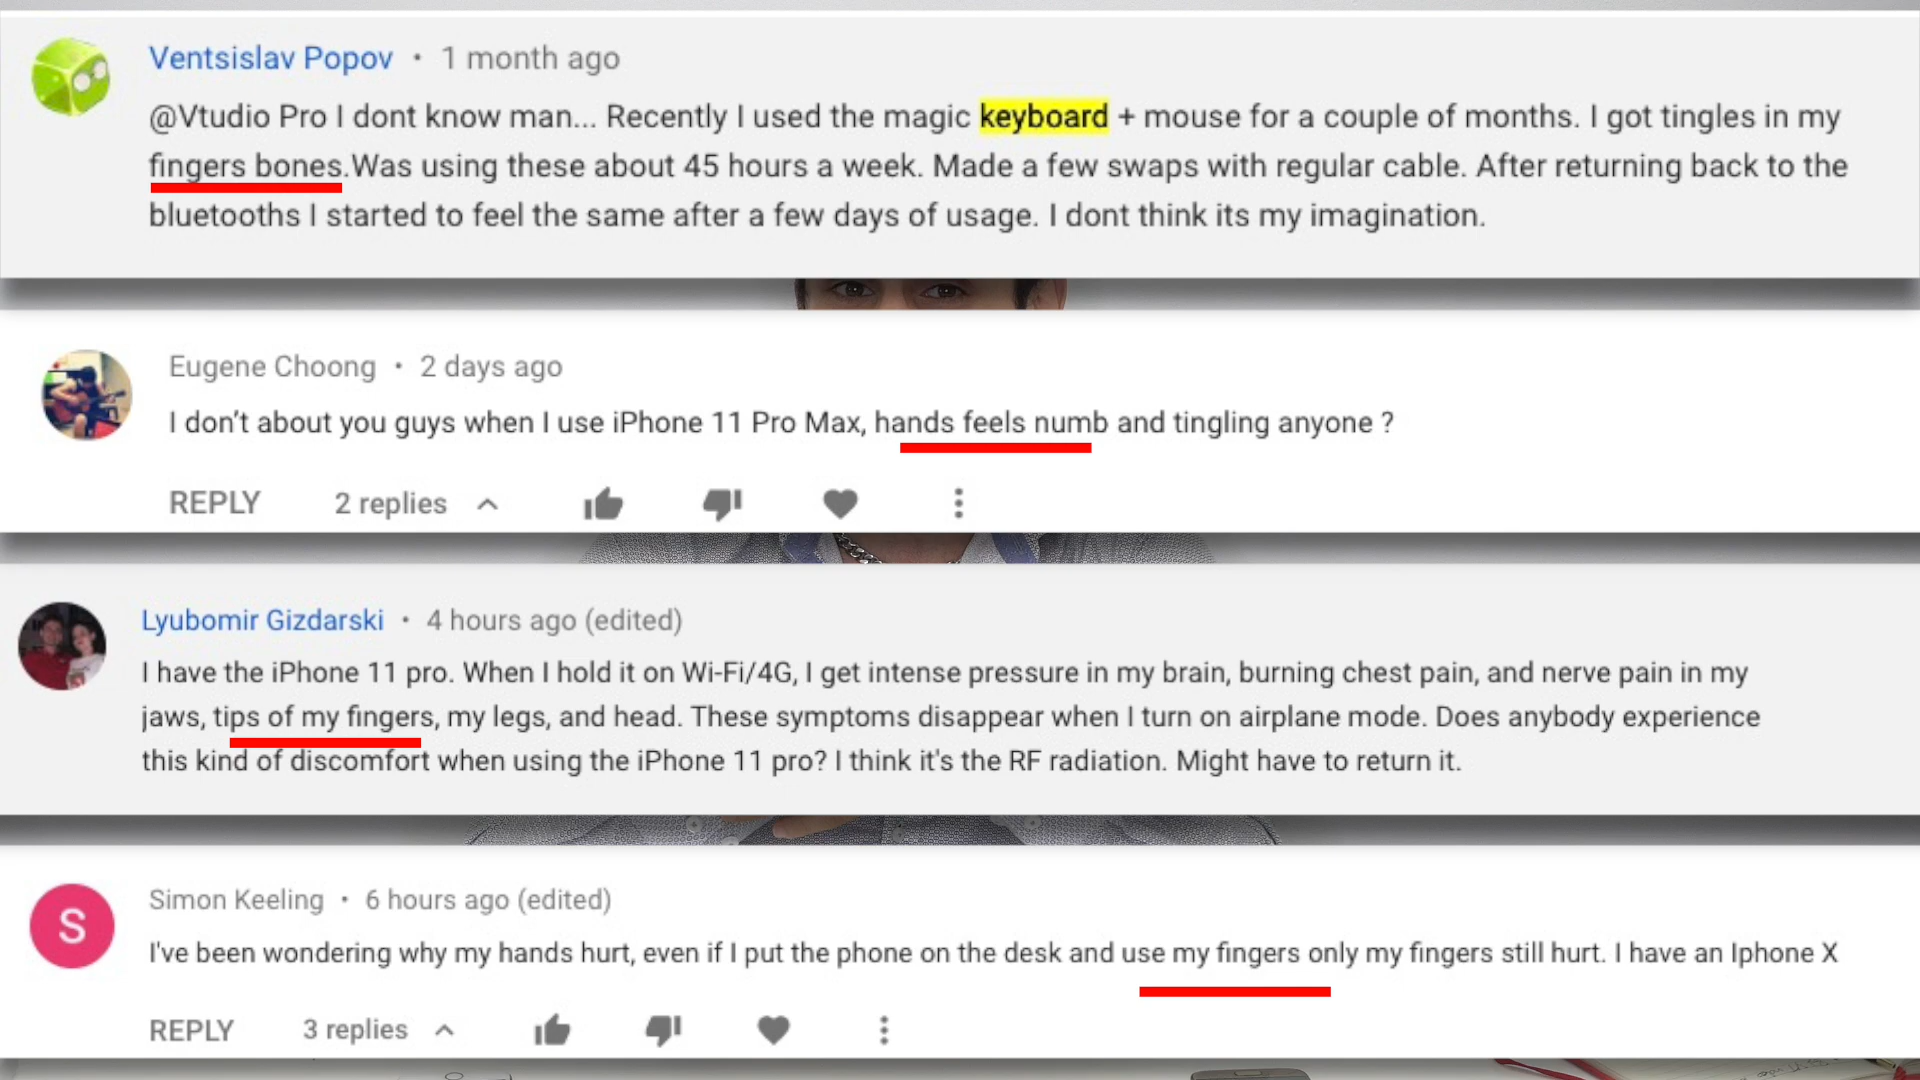 Ventsislav Popov • 1 month ago
@Vtudio Pro I dont know man... Recently I used the magic keyboard + mouse for a couple of months. I got tingles in my
fingers bones.Was using these about 45 hours a week. Made a few swaps with regular cable. After returning back to the
bluetooths I started to feel the same after a few days of usage. I dont think its my imagination.
Eugene Choong • 2 days ago
I don’t about you guys when I use iPhone 11 Pro Max, hands feels numb and tingling anyone ?
REPLY 2 replies
Lyubomir Gizdarski • 4 hours ago (edited)
I have the iPhone 11 pro. When I hold it on Wi-Fi/4G, I get intense pressure in my brain, burning chest pain, and nerve pain in my
jaws, tips of my fingers, my legs, and head. These symptoms disappear when I turn on airplane mode. Does anybody experience
this kind of discomfort when using the iPhone 11 pro? I think it's the RF radiation. Might have to return it.
S
Simon Keeling • 6 hours ago (edited)
I've been wondering why my hands hurt, even if I put the phone on the desk and use my fingers only my fingers still hurt. I have an Iphone X
REPLY 3 replies